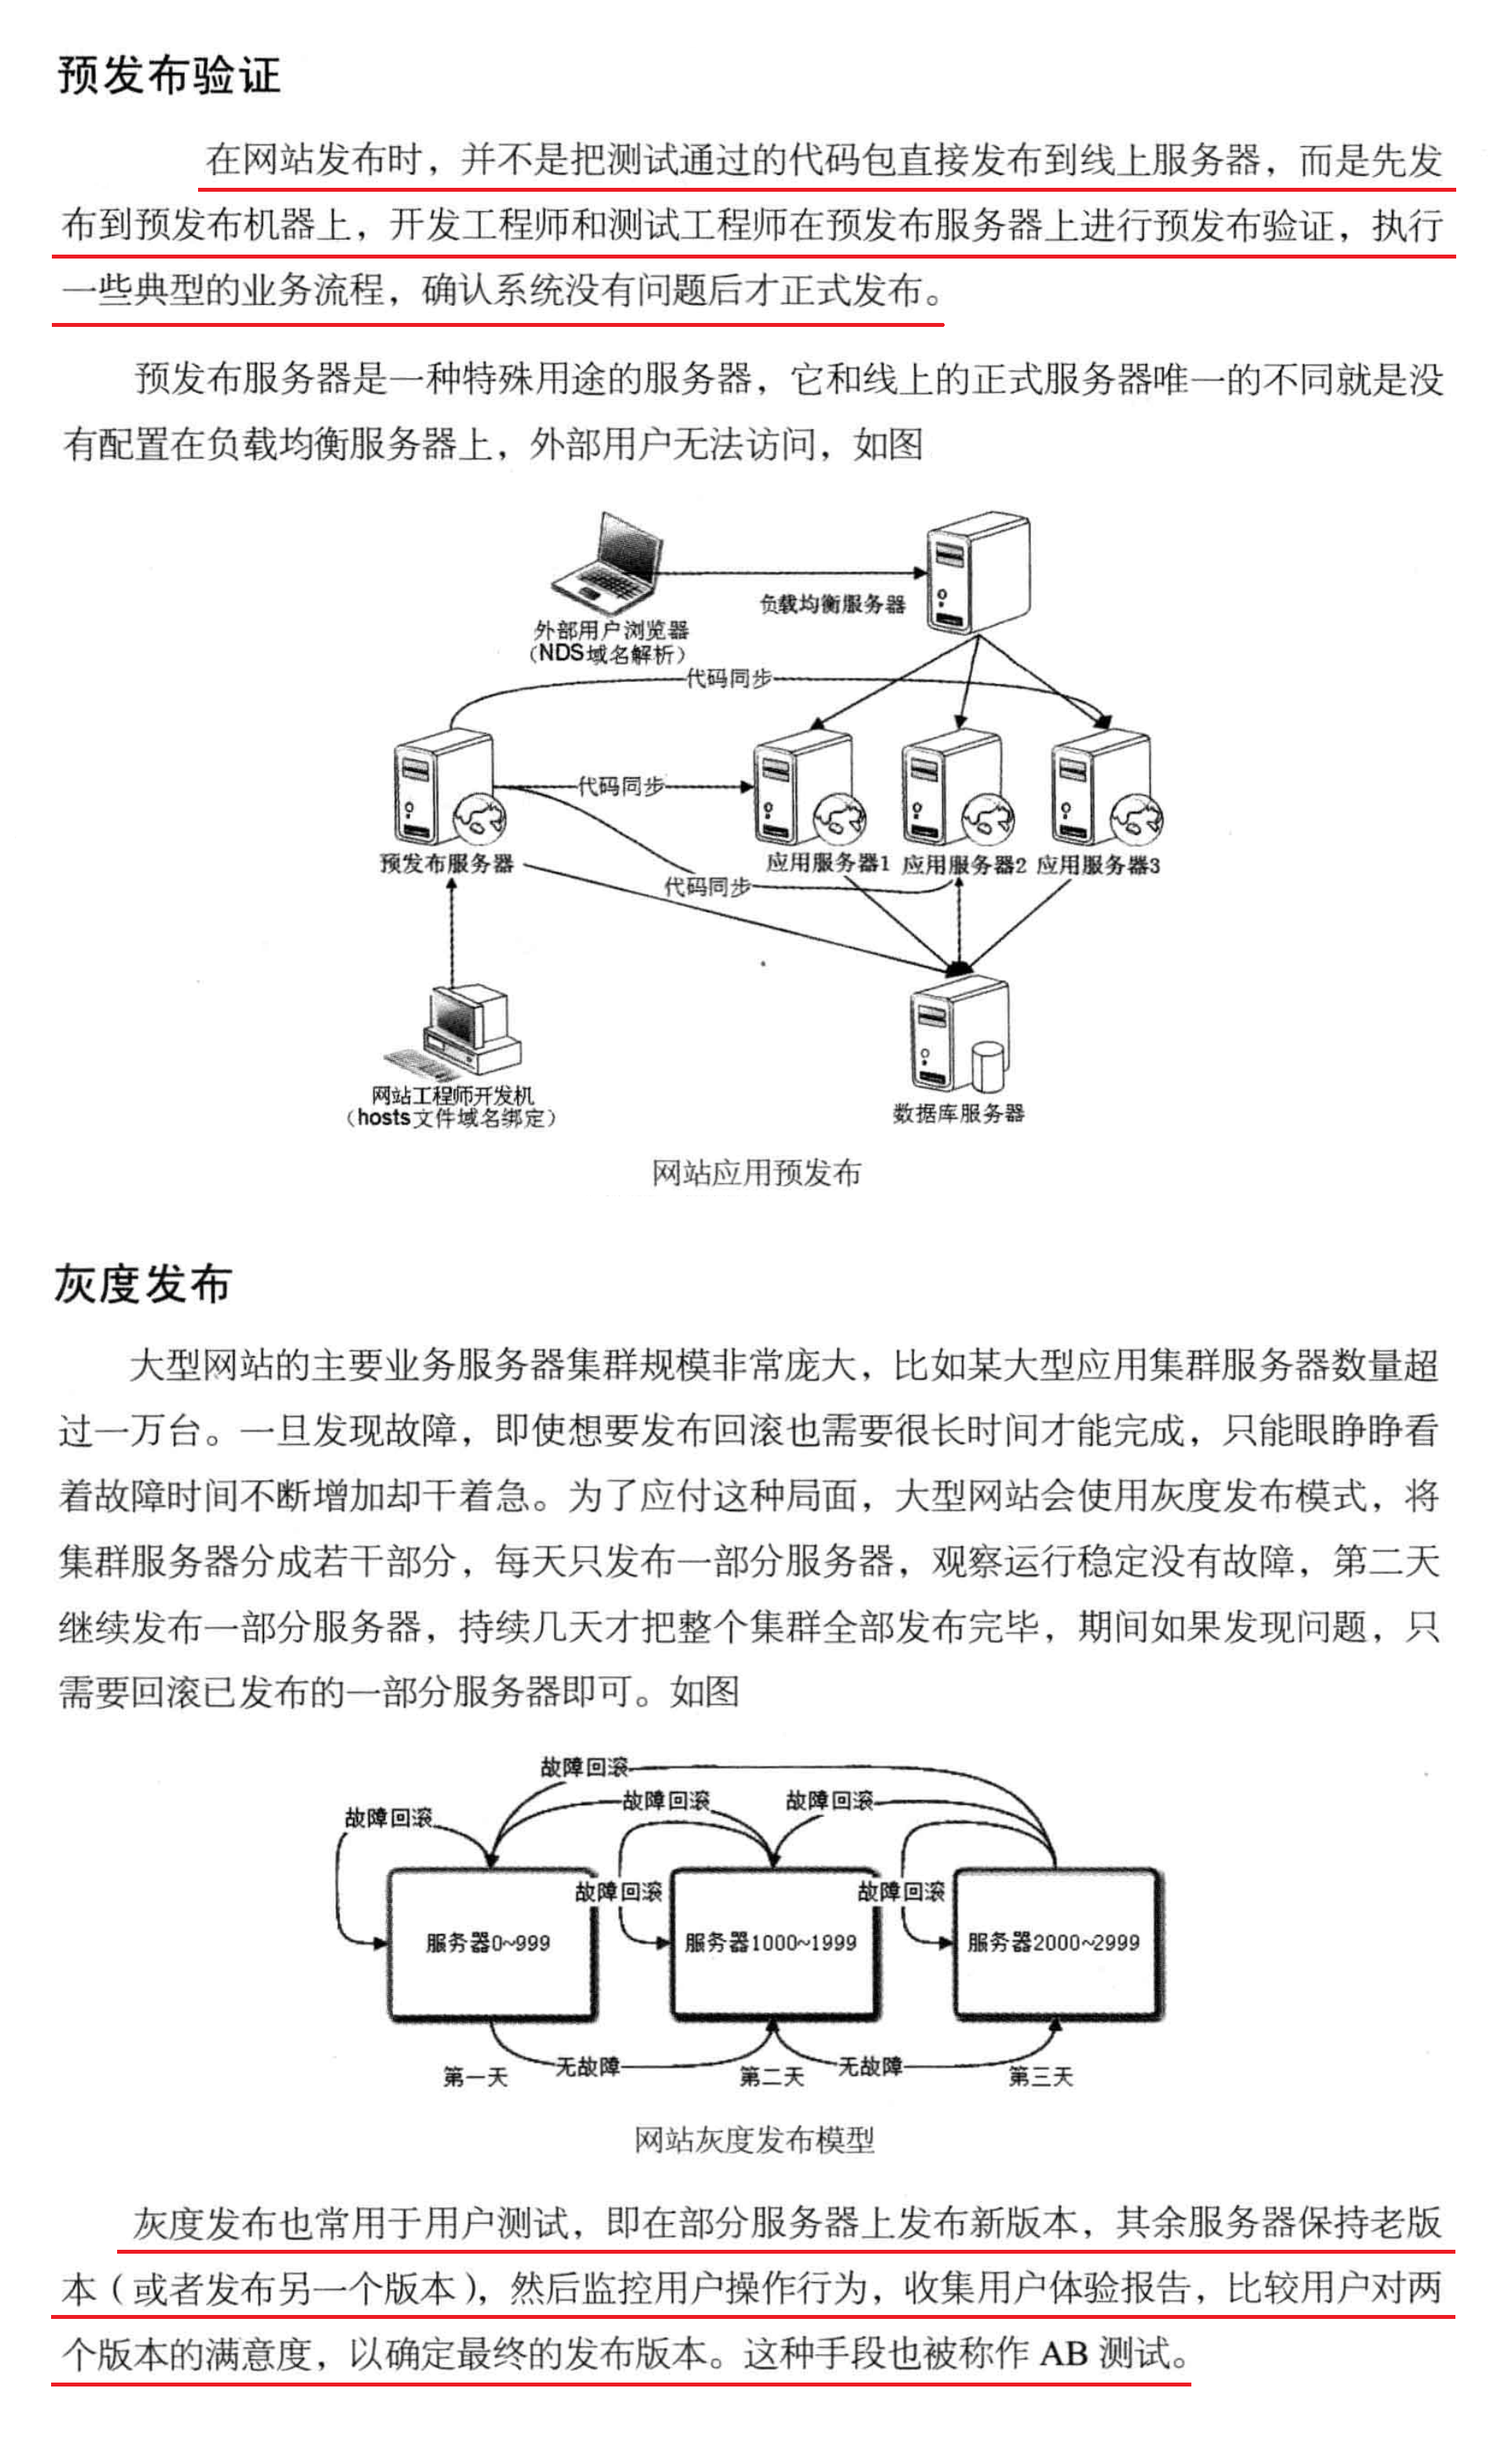 预发布验证
在网站发布时，并不是把测试通过的代码包直接发布到线上服务器，而是先发
布到预发布机器上，开发工程师和测试工程师在预发布服务器上进行预发布验证，执行
一些典型的业务流程，确认系统没有问题后才正式发布。
预发布服务器是一种特殊用途的服务器，它和线上的正式服务器唯一的不同就是没
有配置在负载均衡服务器上，外部用户无法访问，如图
负载均衡服务器
外部用户浏览器
（NDS域名解析）
代码同步
代码同步
预发布服务器
应用服务器1
应用服务器2
应用服务器3
代码同步
网站工程师开发机
（hosts文件域名绑定）
数据库服务器
网站应用预发布
灰度发布
大型网站的主要业务服务器集群规模非常庞大，比如某大型应用集群服务器数量超
过一万台。一旦发现故障，即使想要发布回滚也需要很长时间才能完成，只能眼睁睁看
着故障时间不断增加却干着急。为了应付这种局面，大型网站会使用灰度发布模式，将
集群服务器分成若干部分，每天只发布一部分服务器，观察运行稳定没有故障，第二天
继续发布一部分服务器，持续几天才把整个集群全部发布完毕，期间如果发现问题，只
需要回滚已发布的一部分服务器即可。如图
故障回滚
故障回滚
故障回滚
故障回滚
故障回滚
故障回滚
服务器0~999
服务器1000~1999
服务器2000~2999
第一天
无故障
第二天
无故障
第三天
网站灰度发布模型
灰度发布也常用于用户测试，即在部分服务器上发布新版本，其余服务器保持老版
本（或者发布另一个版本），然后监控用户操作行为，收集用户体验报告，比较用户对两
个版本的满意度，以确定最终的发布版本。这种手段也被称作 AB 测试。